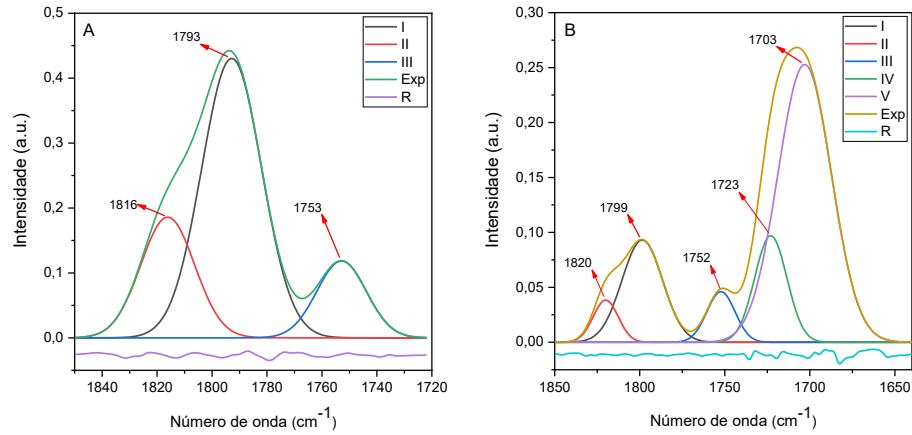 A
I
II
III
Exp
R
1793
1816
1753
0,5
0,4
0,3
0,2
0,1
0,0
Intensidade (a.u.)
1840
1820
1800
1780
1760
1740
1720
Número de onda (cm-1)
B
I
II
III
IV
V
Exp
R
1703
1723
1799
1752
1820
0,30
0,25
0,20
0,15
0,10
0,05
0,00
Intensidade (a.u.)
1850
1800
1750
1700
1650
Número de onda (cm-1)